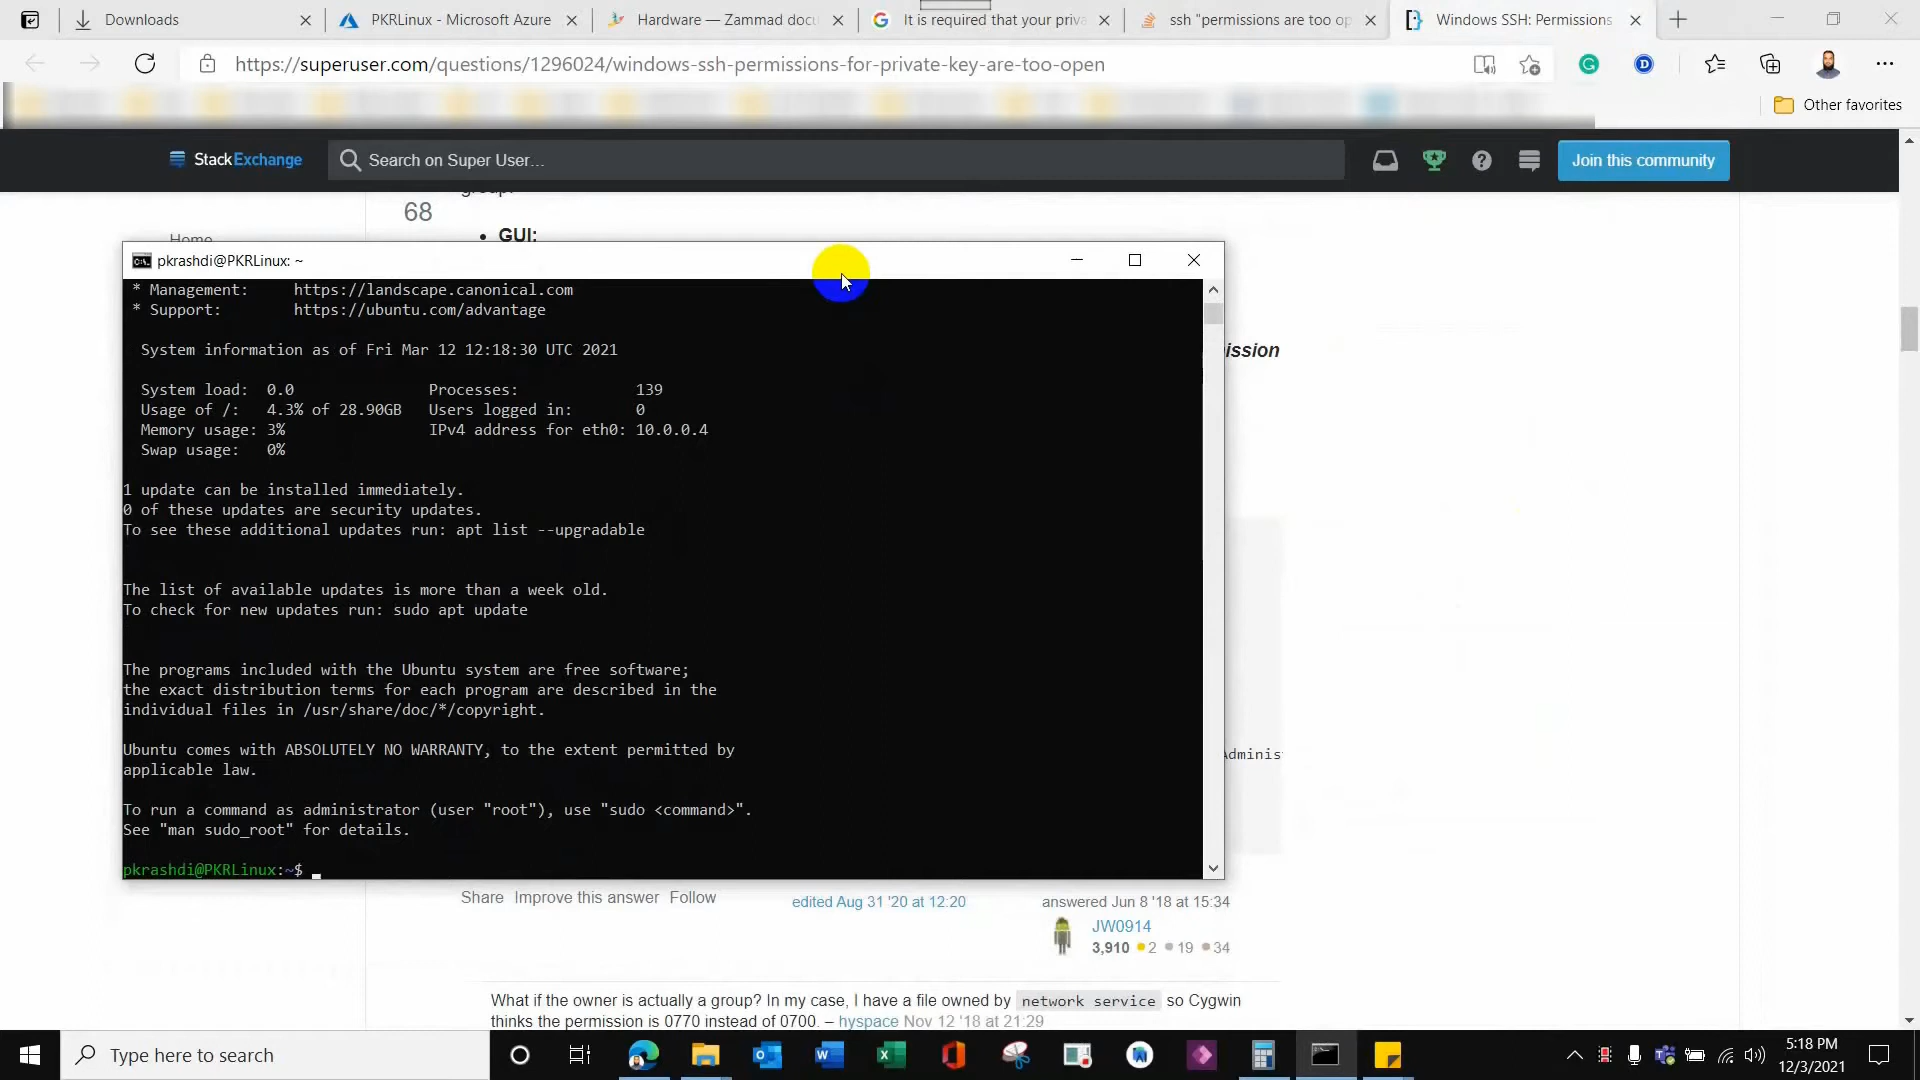 Downloads
PKRLinux - Microsoft Azure
Hardware — Zammad docu
It is required that your priva
ssh "permissions are too op
Windows SSH: Permissions
https://superuser.com/questions/1296024/windows-ssh-permissions-for-private-key-are-too-open
Other favorites
StackExchange
Search on Super User...
Join this community
group.
68
Home
• GUI:
pkrashdi@PKRLinux: ~
* Management: https://landscape.canonical.com
* Support: https://ubuntu.com/advantage
ission
System information as of Fri Mar 12 12:18:30 UTC 2021
System load: 0.0 Processes: 139
Usage of /: 4.3% of 28.90GB Users logged in: 0
Memory usage: 3% IPv4 address for eth0: 10.0.0.4
Swap usage: 0%
1 update can be installed immediately.
0 of these updates are security updates.
To see these additional updates run: apt list --upgradable
The list of available updates is more than a week old.
To check for new updates run: sudo apt update
The programs included with the Ubuntu system are free software;
the exact distribution terms for each program are described in the
individual files in /usr/share/doc/*/copyright.
Ubuntu comes with ABSOLUTELY NO WARRANTY, to the extent permitted by
Adminis
applicable law.
To run a command as administrator (user "root"), use "sudo <command>".
See "man sudo_root" for details.
pkrashdi@PKRLinux:~$
Share Improve this answer Follow
edited Aug 31 '20 at 12:20
answered Jun 8 '18 at 15:34
JW0914
3,910 2 19 34
What if the owner is actually a group? In my case, I have a file owned by network service so Cygwin
thinks the permission is 0770 instead of 0700. – hyspace Nov 12 '18 at 21:29
Type here to search
5:18 PM
12/3/2021